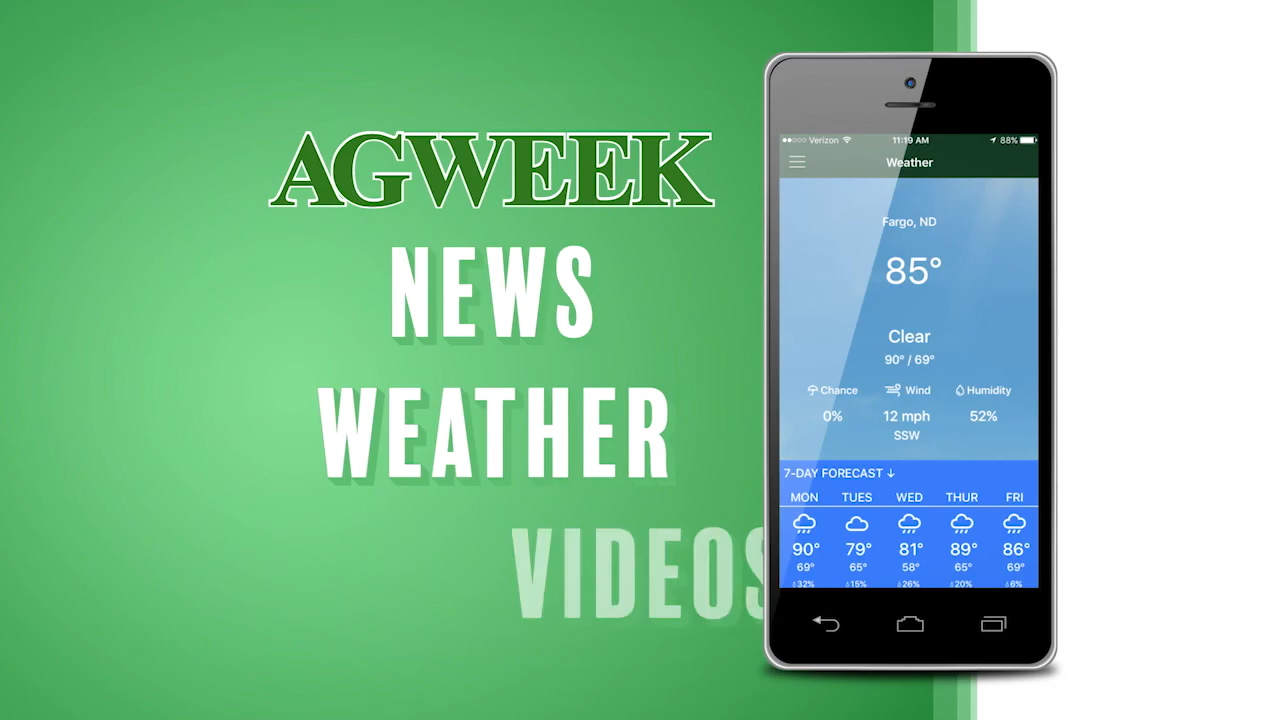 AGWEEK
NEWS
WEATHER
VIDEOS
Verizon 11:19 AM 88%
Weather
Fargo, ND
85°
Clear
90° / 69°
Chance Wind Humidity
0% 12 mph 52%
SSW
7-DAY FORECAST ↓
MON TUES WED THUR FRI
90° 79° 81° 89° 86°
69° 65° 58° 65° 69°
32% 15% 26% 20% 6%